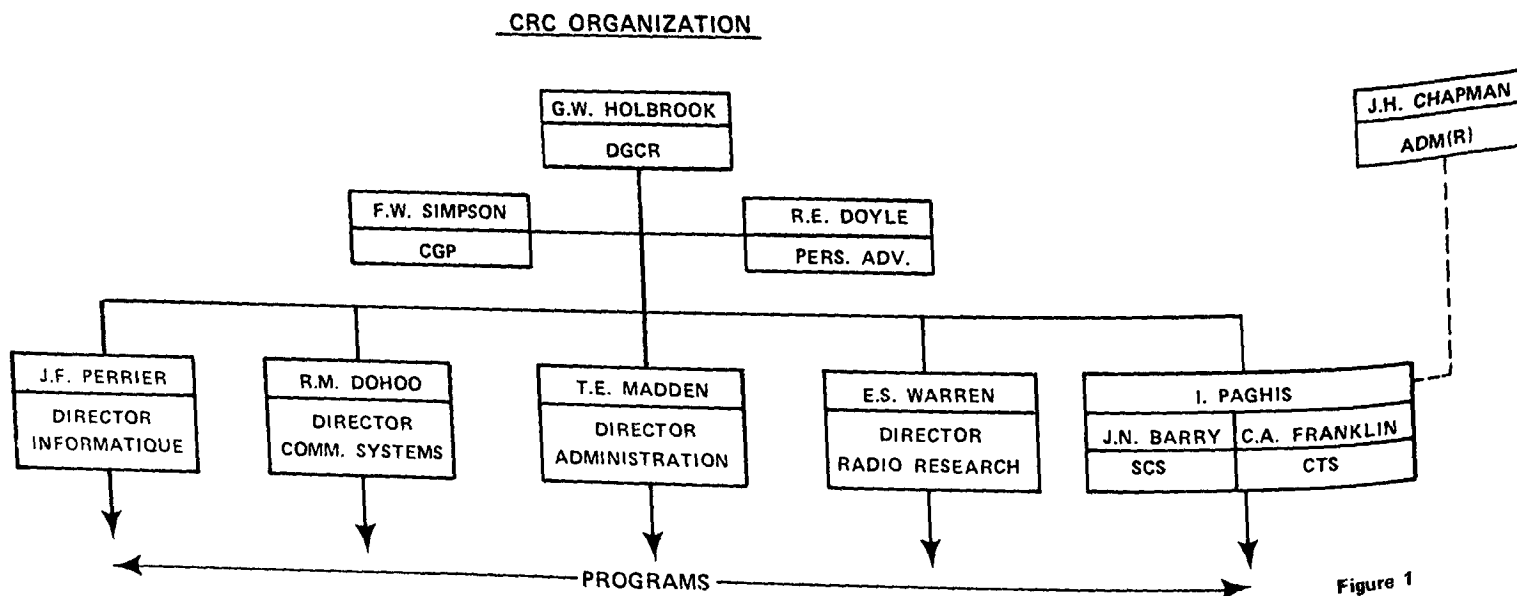 CRC ORGANIZATION
G.W. HOLBROOK
DGCR
J.H. CHAPMAN
ADM(R)
F.W. SIMPSON
CGP
R.E. DOYLE
PERS. ADV.
J.F. PERRIER
DIRECTOR
INFORMATIQUE
R.M. DOHOO
DIRECTOR
COMM. SYSTEMS
T.E. MADDEN
DIRECTOR
ADMINISTRATION
E.S. WARREN
DIRECTOR
RADIO RESEARCH
I. PAGHIS
J.N. BARRY
SCS
C.A. FRANKLIN
CTS
PROGRAMS
Figure 1